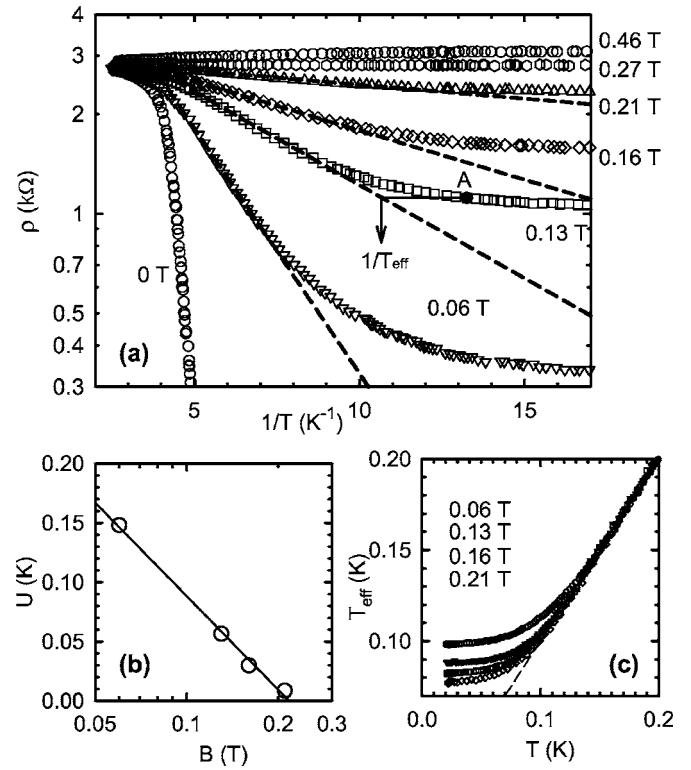 4
3
2
1
0.7
0.5
0.4
0.3
ρ (kΩ)
0.46 T
0.27 T
0.21 T
0.16 T
0.13 T
A
1/Teff
0.06 T
0 T
(a)
5 10 15
1/T (K-1)
0.20
0.15
0.10
0.05
0.00
U (K)
(b)
0.05 0.1 0.2 0.3
B (T)
0.20
0.15
0.10
Teff (K)
0.06 T
0.13 T
0.16 T
0.21 T
(c)
0.0 0.1 0.2
T (K)